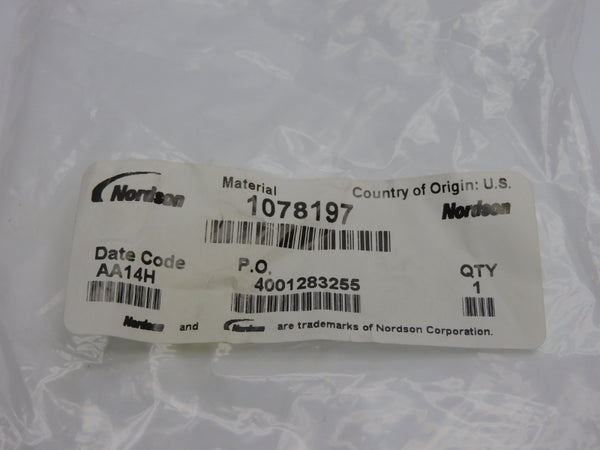 Nordson Material Country of Origin: U.S.
1078197 Nordson
Date Code P.O. QTY
AA14H 4001283255 1
Nordson and Nordson are trademarks of Nordson Corporation.